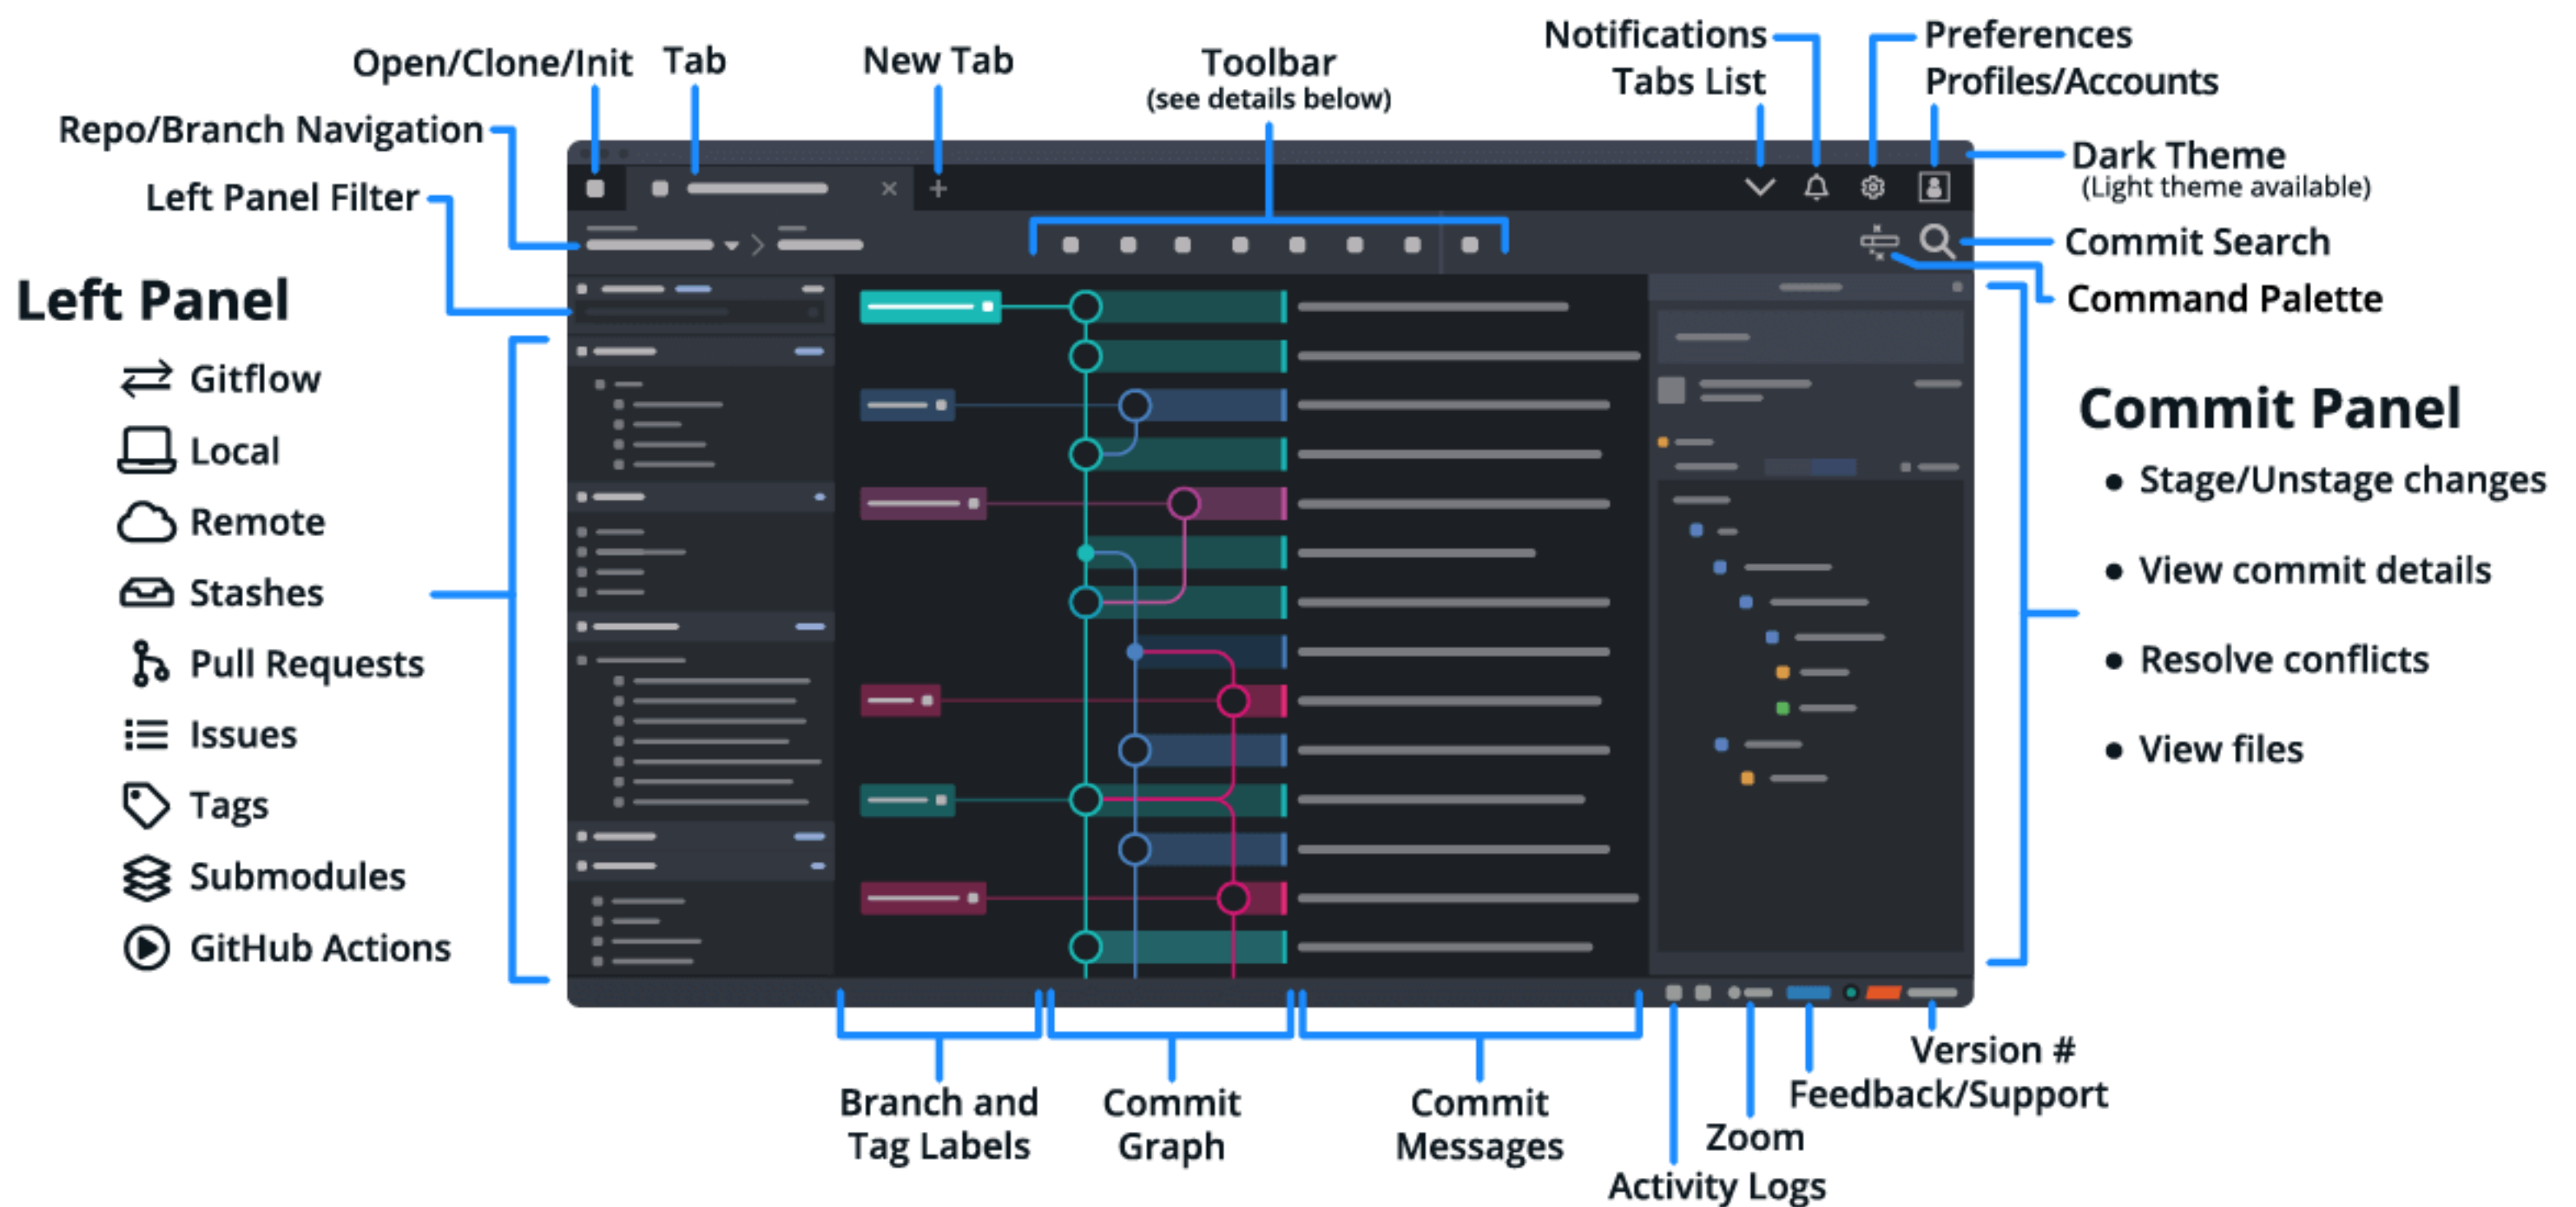 Open/Clone/Init
Tab
New Tab
Toolbar
(see details below)
Notifications
Tabs List
Preferences
Profiles/Accounts
Repo/Branch Navigation
Left Panel Filter
Dark Theme
(Light theme available)
Commit Search
Command Palette
Left Panel
Gitflow
Local
Remote
Stashes
Pull Requests
Issues
Tags
Submodules
GitHub Actions
Commit Panel
• Stage/Unstage changes
• View commit details
• Resolve conflicts
• View files
Branch and
Tag Labels
Commit
Graph
Commit
Messages
Version #
Feedback/Support
Zoom
Activity Logs